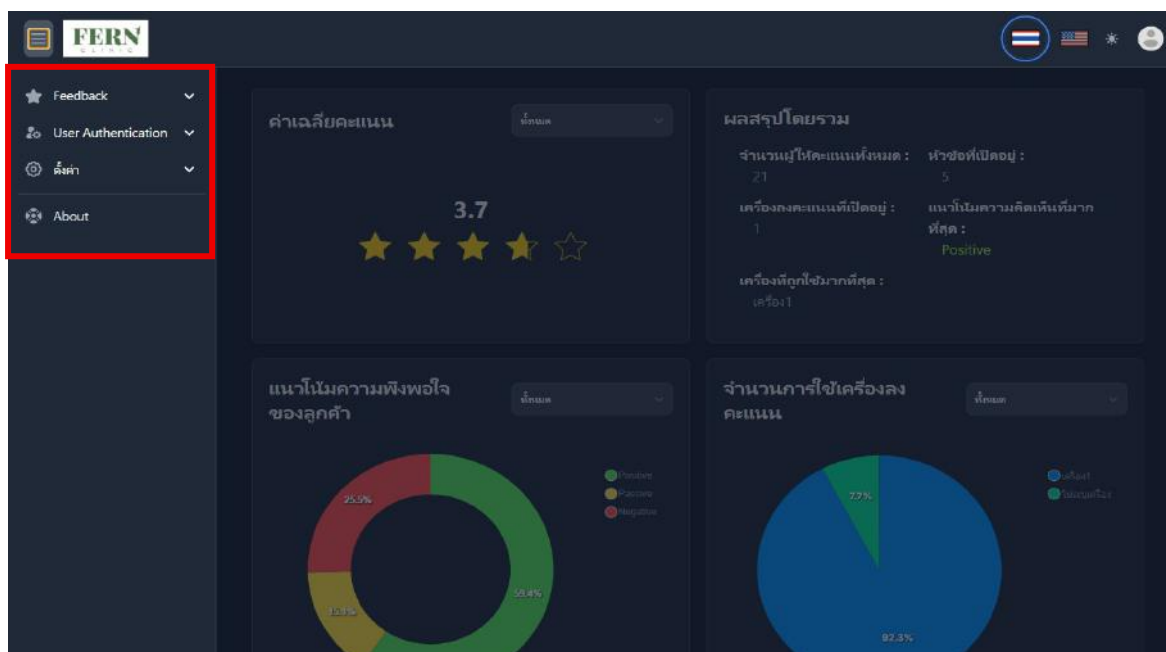 FERN
CLINIC
Feedback
User Authentication
ตั้งค่า
About
ค่าเฉลี่ยคะแนน
ทั้งหมด
3.7
ผลสรุปโดยรวม
จำนวนผู้ให้คะแนนทั้งหมด :
21
หัวข้อที่เปิดอยู่ :
5
เครื่องลงคะแนนที่เปิดอยู่ :
1
แนวโน้มความคิดเห็นที่มาก
ที่สุด :
Positive
เครื่องที่ถูกใช้มากที่สุด :
เครื่อง1
แนวโน้มความพึงพอใจ
ของลูกค้า
ทั้งหมด
Positive
Passive
Negative
25.5%
59.4%
จำนวนการใช้เครื่องลง
คะแนน
ทั้งหมด
เครื่อง1
7.7%
92.3%